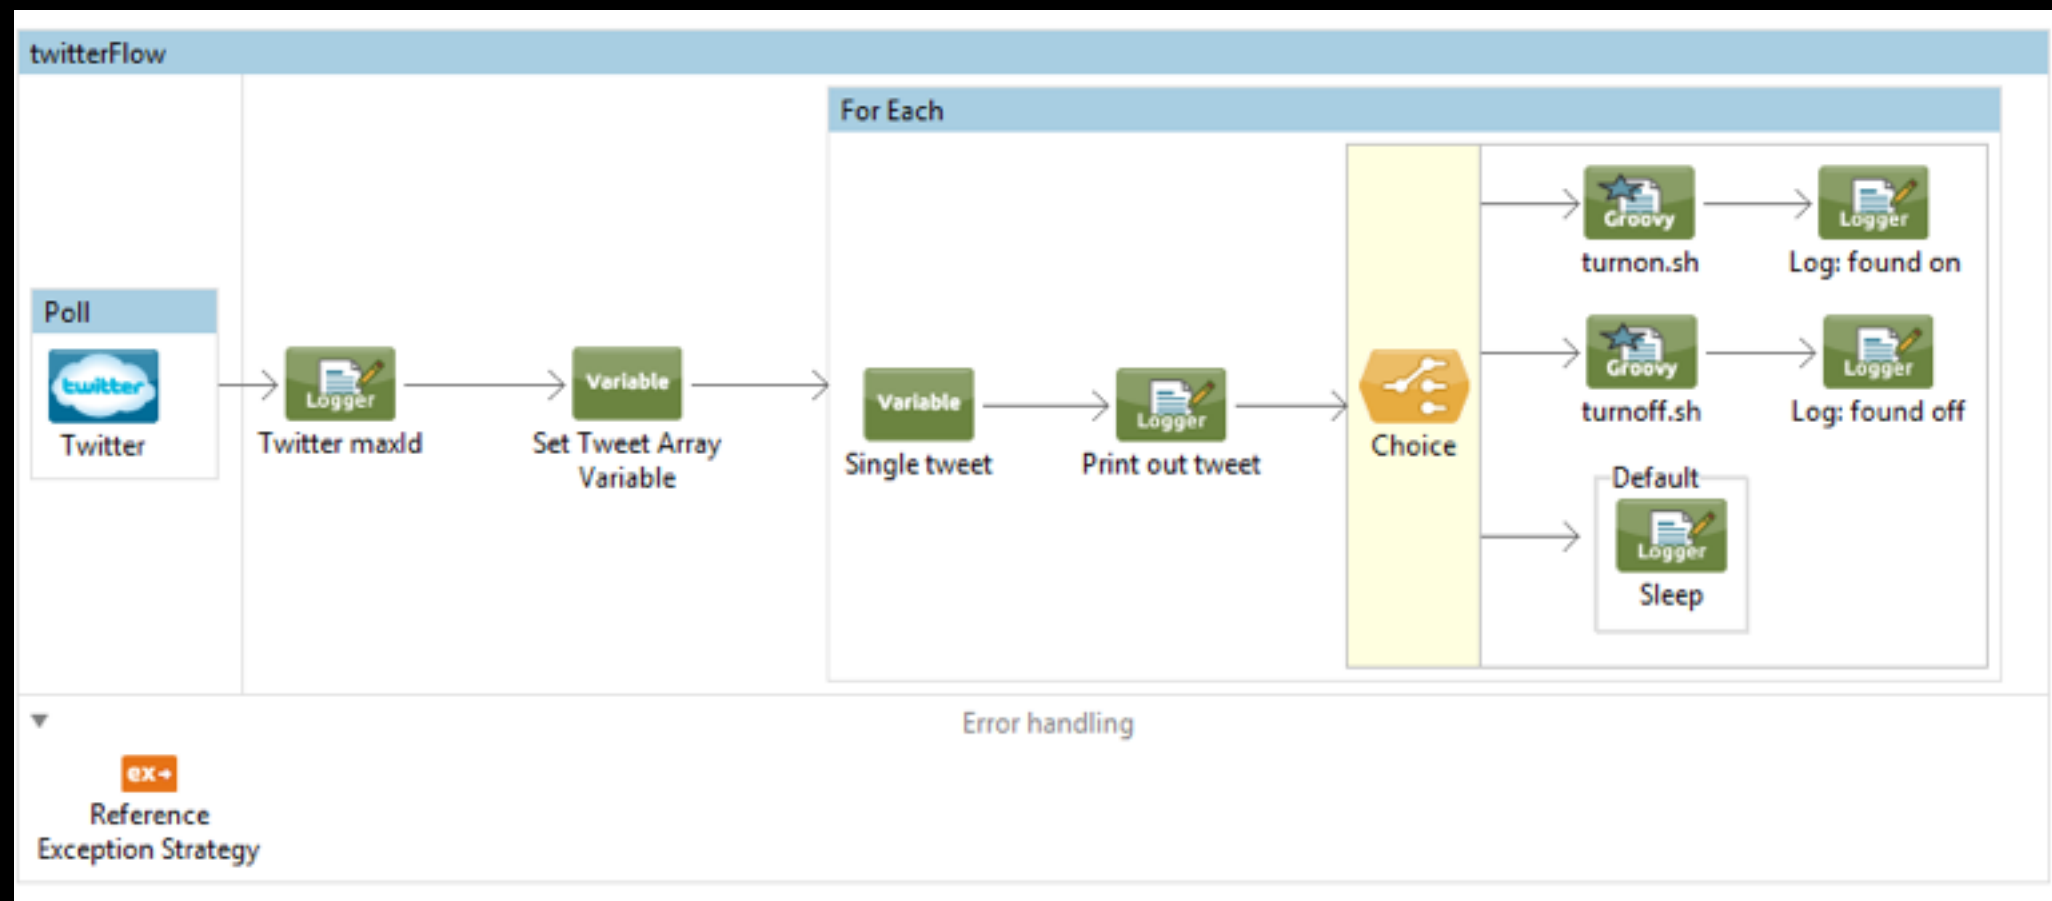 twitterFlow
For Each
Poll
twitter
Twitter
Logger
Twitter maxId
Variable
Set Tweet Array
Variable
Variable
Single tweet
Logger
Print out tweet
Choice
Groovy
turnon.sh
Logger
Log: found on
Groovy
turnoff.sh
Logger
Log: found off
Default
Logger
Sleep
Error handling
ex
Reference
Exception Strategy